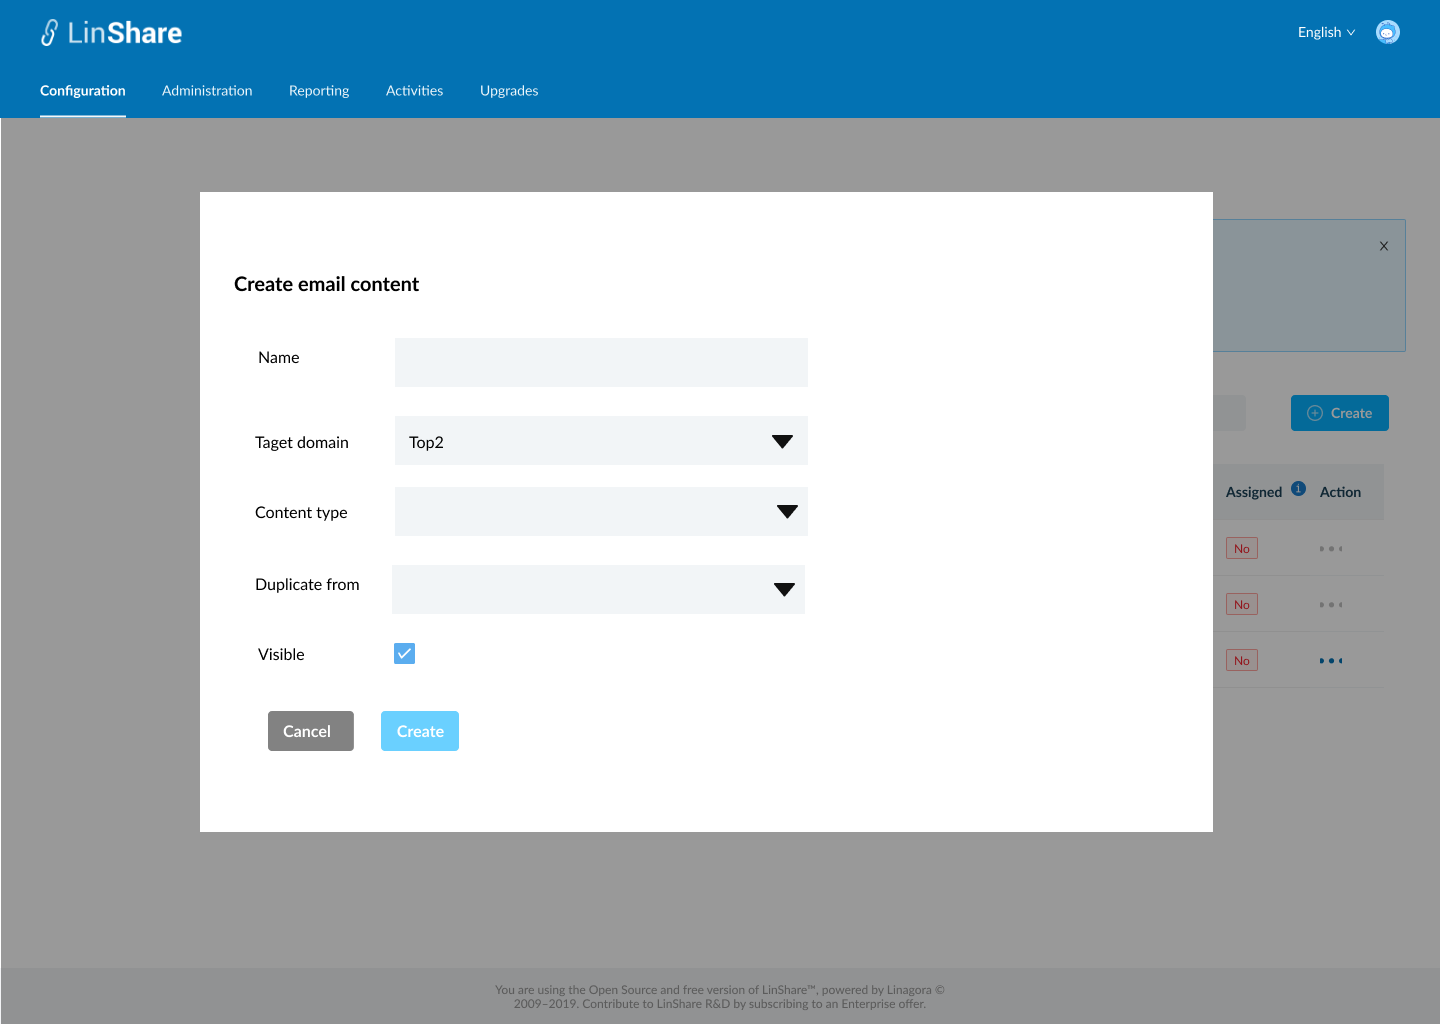 LinShare
English
Configuration Administration Reporting Activities Upgrades
Create email content
Name
Taget domain Top2
Content type
Duplicate from
Visible
Cancel Create
X
Create
Assigned 1 Action
No
No
No
You are using the Open Source and free version of LinShare™, powered by Linagora ©
2009–2019. Contribute to LinShare R&D by subscribing to an Enterprise offer.